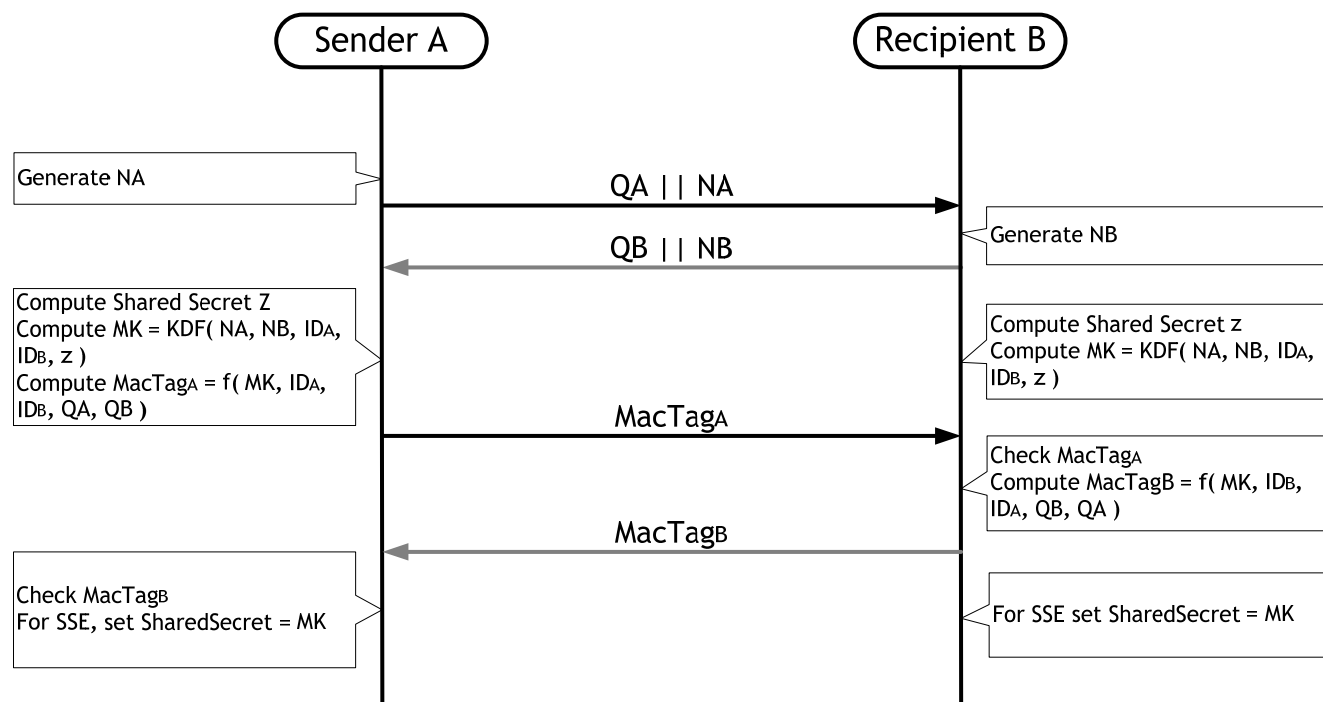 Sender A
Recipient B
Generate NA
QA || NA
Generate NB
QB || NB
Compute Shared Secret Z
Compute MK = KDF( NA, NB, IDA,
IDB, z )
Compute MacTagA = f( MK, IDA,
IDB, QA, QB )
Compute Shared Secret z
Compute MK = KDF( NA, NB, IDA,
IDB, z )
MacTagA
Check MacTagA
Compute MacTagB = f( MK, IDB,
IDA, QB, QA )
MacTagB
Check MacTagB
For SSE, set SharedSecret = MK
For SSE set SharedSecret = MK